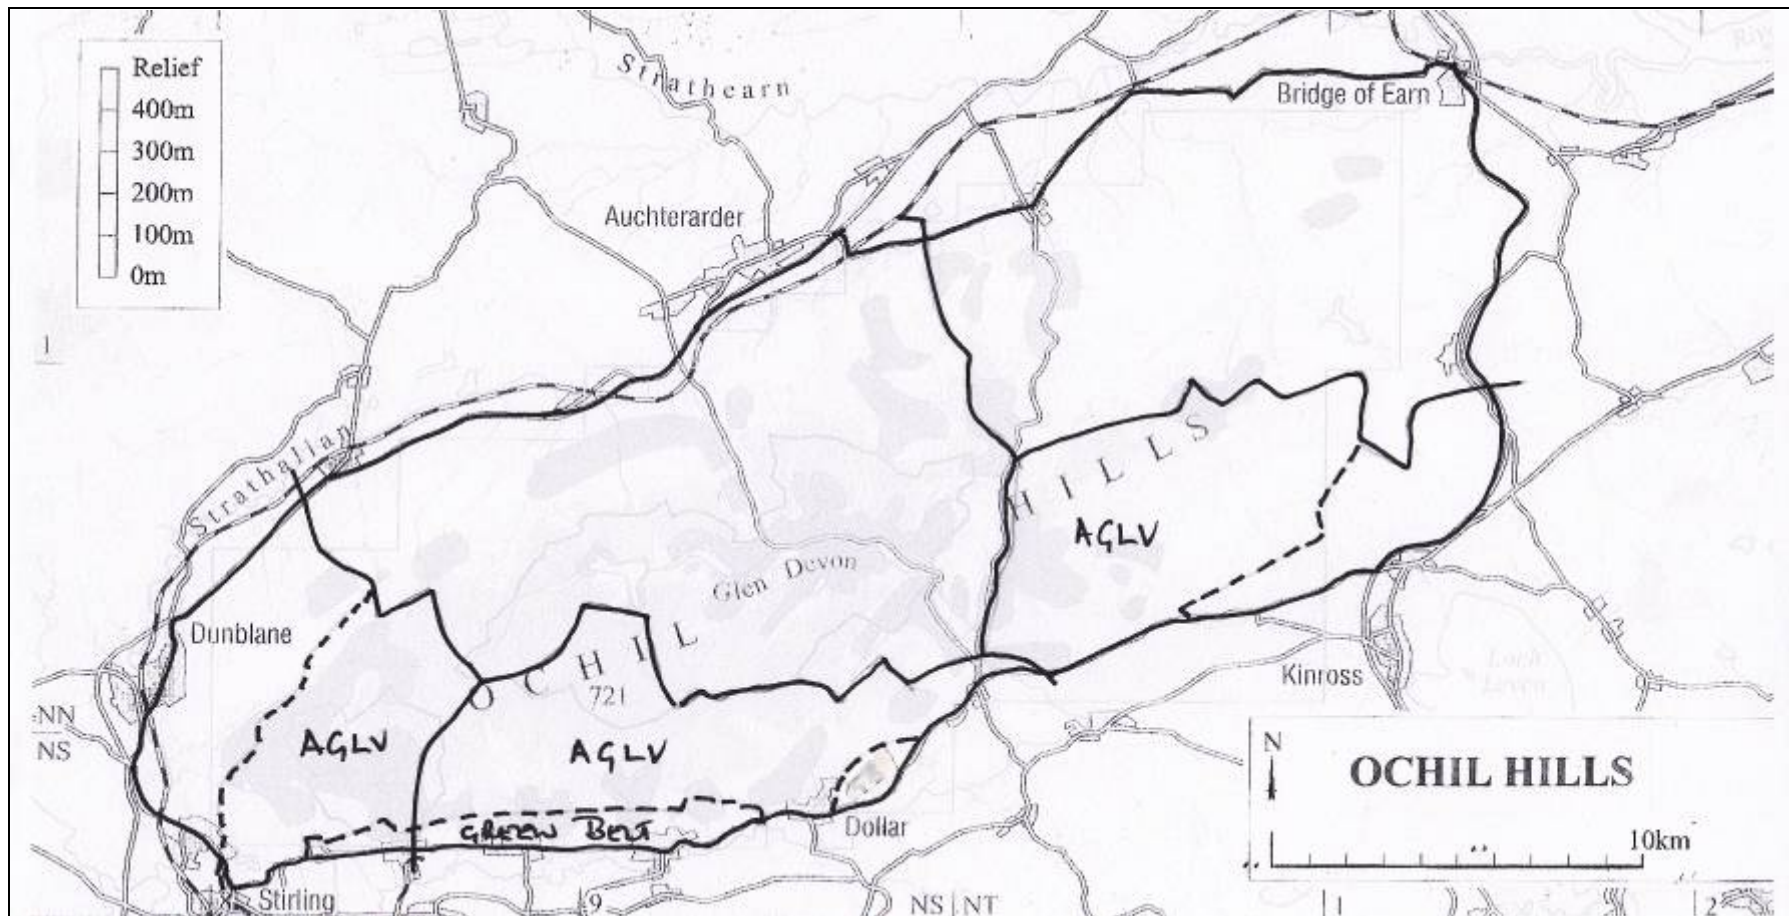 Relief
400m
300m
200m
100m
0m
Strathearn
Bridge of Earn
Auchterarder
1
Strathallan
HILLS
AGLV
Glen Devon
Dunblane
OCHIL
721
Kinross
NN
NS
AGLV
AGLV
N
OCHIL HILLS
GREEN BELT
Dollar
10km
Stirling
9
NS NT
1
2